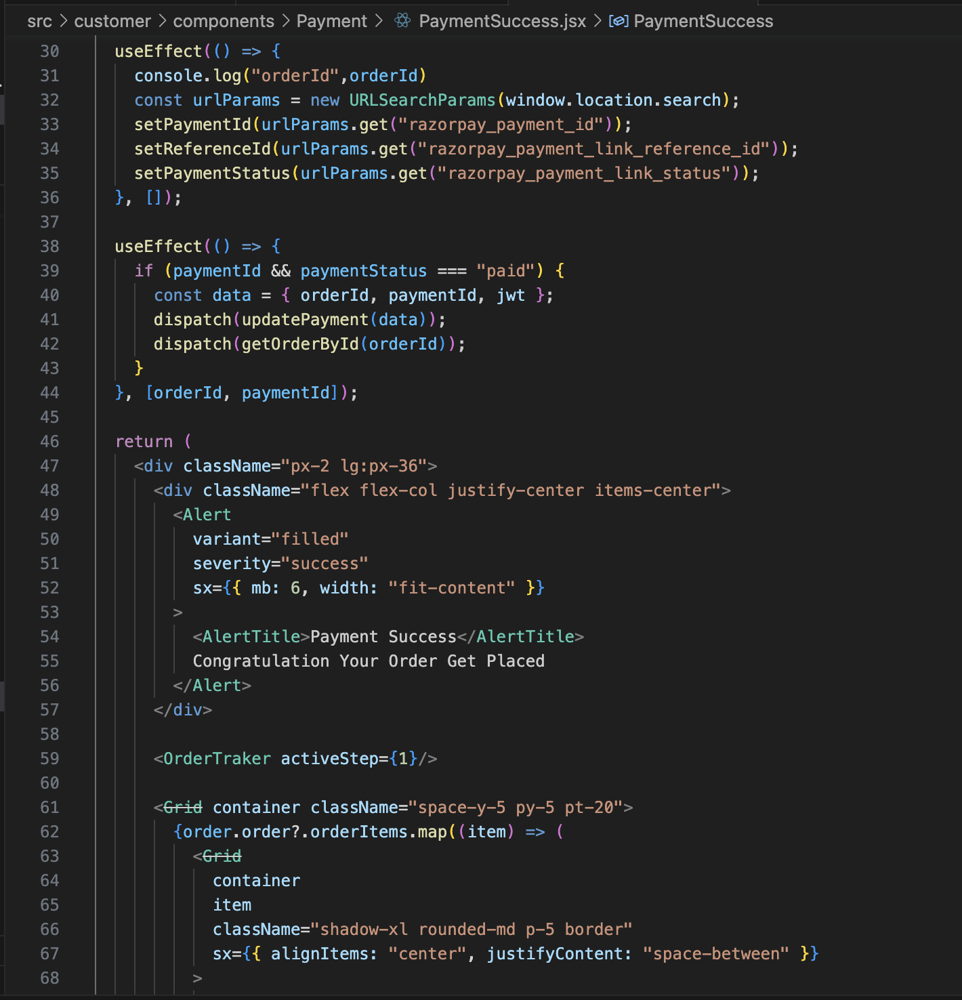 src > customer > components > Payment > PaymentSuccess.jsx > PaymentSuccess
30 useEffect(() => {
31 console.log("orderId",orderId)
32 const urlParams = new URLSearchParams(window.location.search);
33 setPaymentId(urlParams.get("razorpay_payment_id"));
34 setReferenceId(urlParams.get("razorpay_payment_link_reference_id"));
35 setPaymentStatus(urlParams.get("razorpay_payment_link_status"));
36 }, []);
37
38 useEffect(() => {
39 if (paymentId && paymentStatus === "paid") {
40 const data = { orderId, paymentId, jwt };
41 dispatch(updatePayment(data));
42 dispatch(getOrderById(orderId));
43 }
44 }, [orderId, paymentId]);
45
46 return (
47 <div className="px-2 lg:px-36">
48 <div className="flex flex-col justify-center items-center">
49 <Alert
50 variant="filled"
51 severity="success"
52 sx={{ mb: 6, width: "fit-content" }}
53 >
54 <AlertTitle>Payment Success</AlertTitle>
55 Congratulation Your Order Get Placed
56 </Alert>
57 </div>
58
59 <OrderTraker activeStep={1}/>
60
61 <Grid container className="space-y-5 py-5 pt-20">
62 {order.order?.orderItems.map((item) => (
63 <Grid
64 container
65 item
66 className="shadow-xl rounded-md p-5 border"
67 sx={{ alignItems: "center", justifyContent: "space-between" }}
68 >